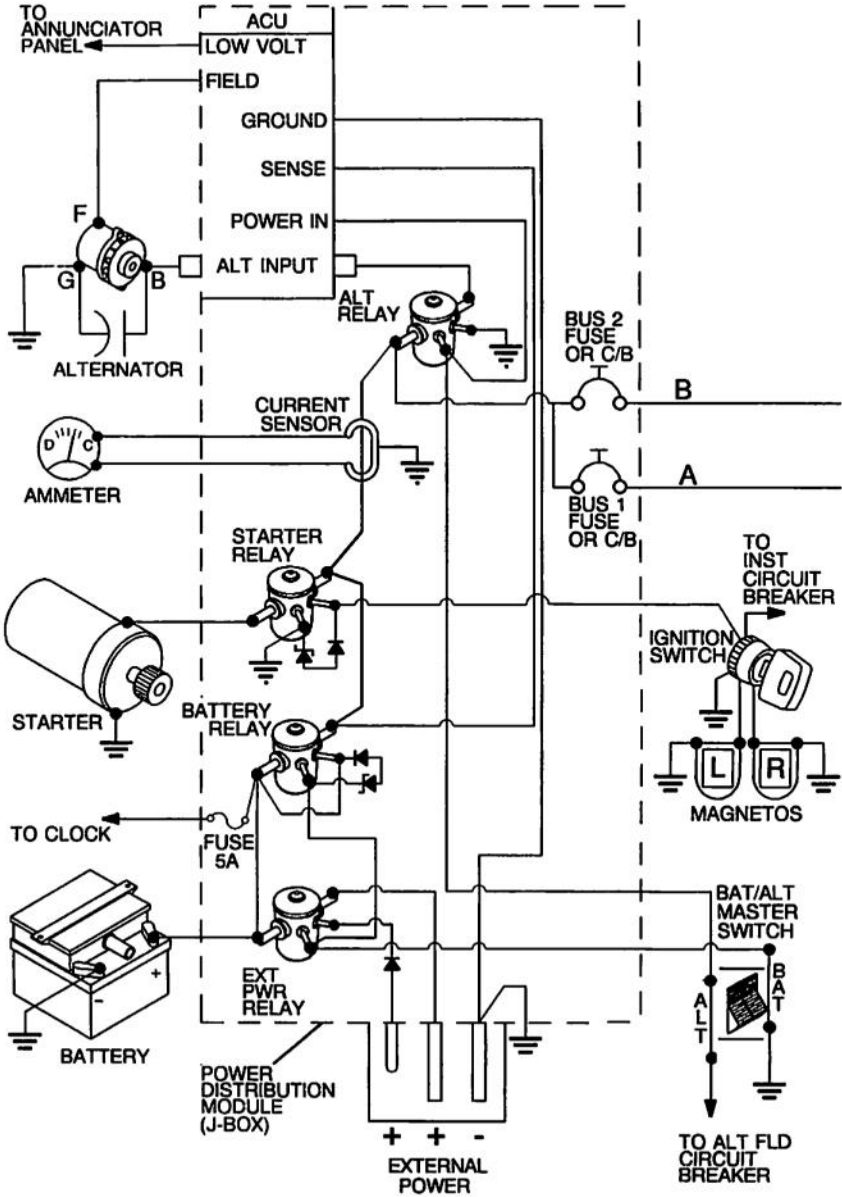 TO
ANNUNCIATOR
PANEL
ACU
LOW VOLT
FIELD
GROUND
SENSE
POWER IN
ALT INPUT
F
G
B
ALTERNATOR
ALT
RELAY
BUS 2
FUSE
OR C/B
B
CURRENT
SENSOR
D
C
AMMETER
A
BUS 1
FUSE
OR C/B
STARTER
RELAY
TO
INST
CIRCUIT
BREAKER
IGNITION
SWITCH
STARTER
BATTERY
RELAY
L
R
MAGNETOS
TO CLOCK
FUSE
5A
BAT/ALT
MASTER
SWITCH
+
-
EXT
PWR
RELAY
ALT
BAT
BATTERY
POWER
DISTRIBUTION
MODULE
(J-BOX)
+ + -
EXTERNAL
POWER
TO ALT FLD
CIRCUIT
BREAKER